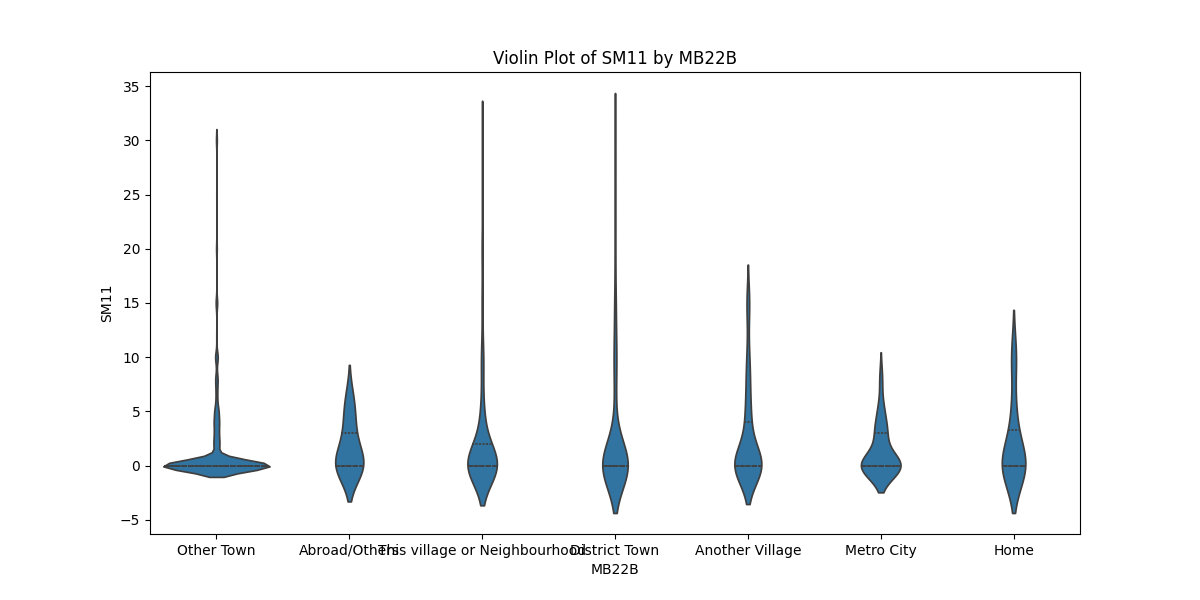 Violin Plot of SM11 by MB22B
35
30
25
20
15
10
5
0
−5
SM11
Other Town
Abroad/Others
This village or Neighbourhood
District Town
Another Village
Metro City
Home
MB22B